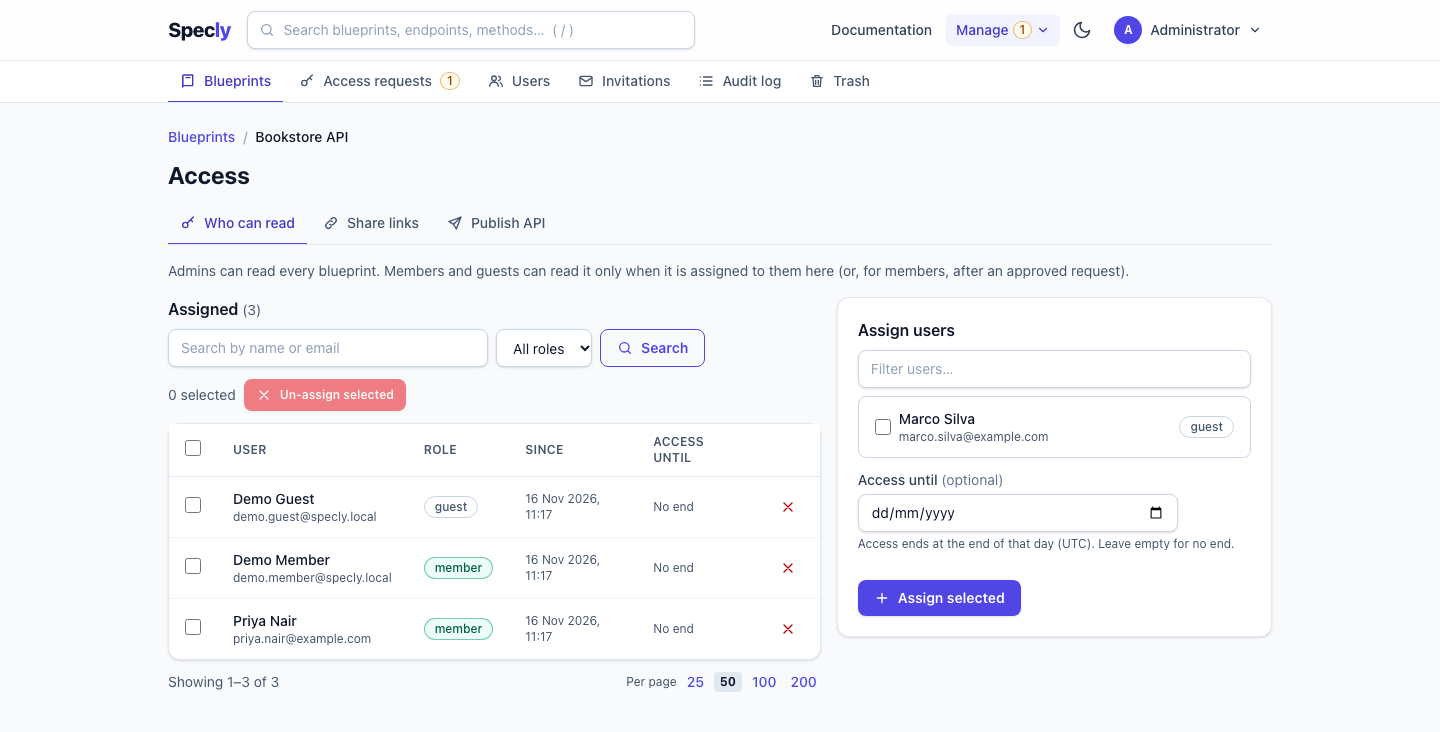 Specly
Search blueprints, endpoints, methods... ( / )
Documentation
Manage 1
A
Administrator
Blueprints
Access requests 1
Users
Invitations
Audit log
Trash
Blueprints / Bookstore API
Access
Who can read
Share links
Publish API
Admins can read every blueprint. Members and guests can read it only when it is assigned to them here (or, for members, after an approved request).
Assigned (3)
Search by name or email
All roles
Search
0 selected
Un-assign selected
USER
ROLE
SINCE
ACCESS
UNTIL
Demo Guest
demo.guest@specly.local
guest
16 Nov 2026,
11:17
No end
Demo Member
demo.member@specly.local
member
16 Nov 2026,
11:17
No end
Priya Nair
priya.nair@example.com
member
16 Nov 2026,
11:17
No end
Showing 1–3 of 3
Per page 25 50 100 200
Assign users
Filter users...
Marco Silva
marco.silva@example.com
guest
Access until (optional)
dd/mm/yyyy
Access ends at the end of that day (UTC). Leave empty for no end.
Assign selected